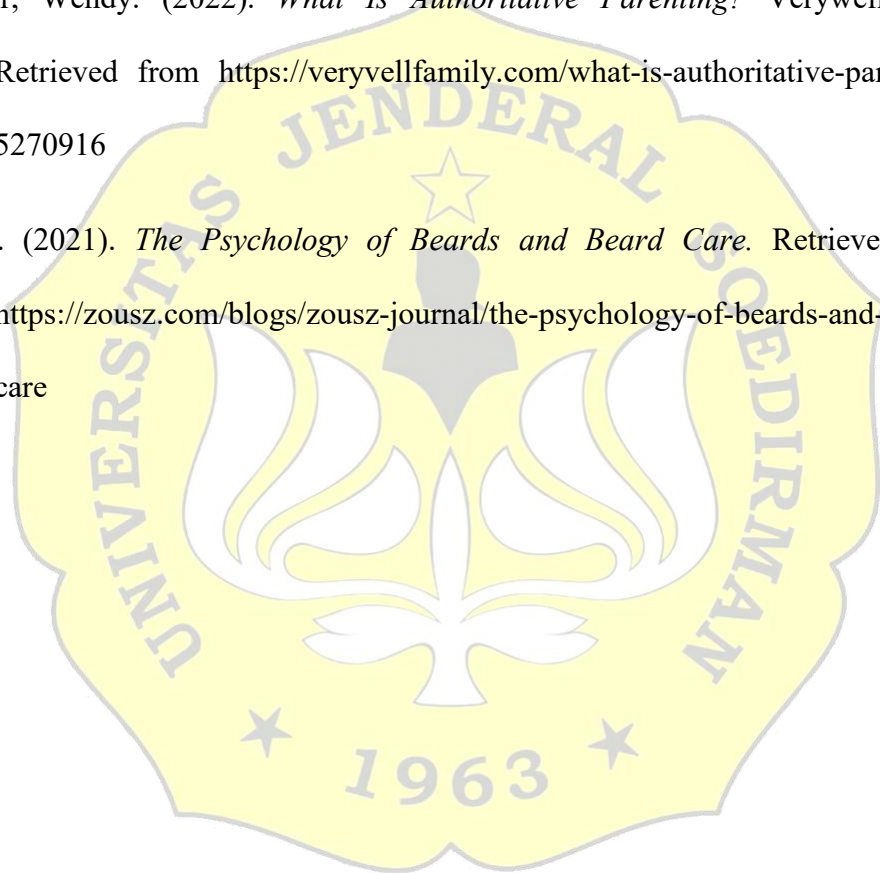 r, Wendy. (2022). What Is Authoritative Parenting? Verywell
Retrieved from https://veryvellfamily.com/what-is-authoritative-par
5270916
. (2021). The Psychology of Beards and Beard Care. Retrieve
https://zousz.com/blogs/zousz-journal/the-psychology-of-beards-and-
care
UNIVERSITAS JENDERAL SOEDIRMAN
1963